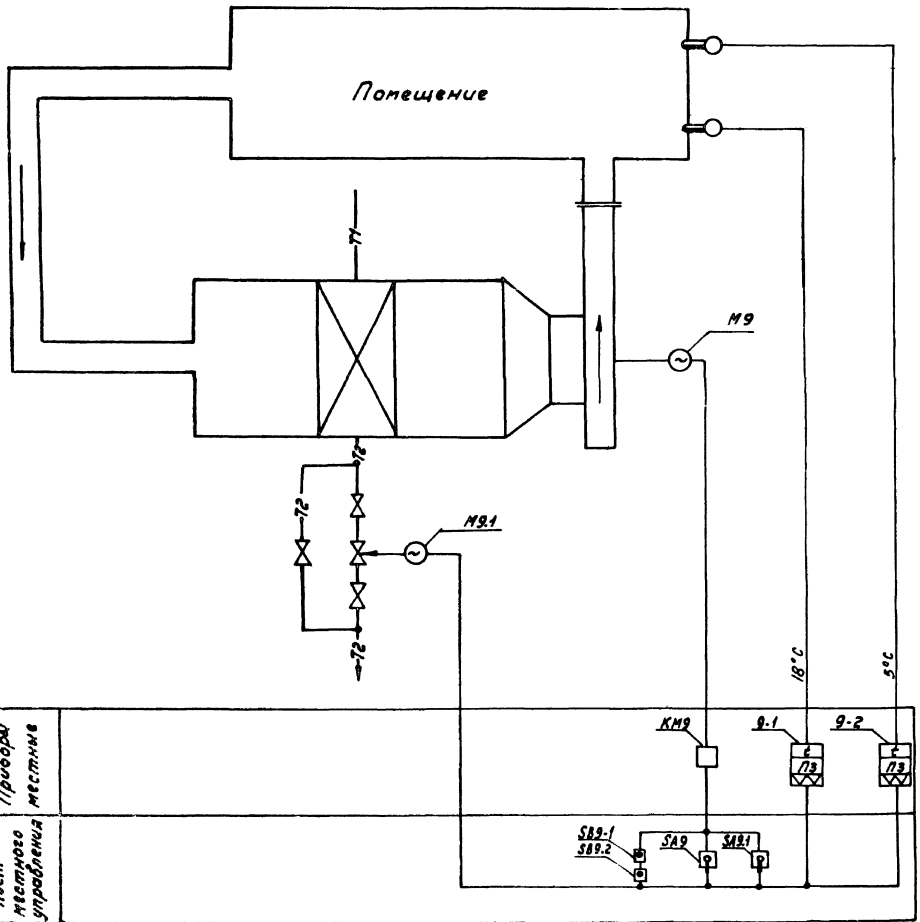 Помещение
T1
M9
T2
T2
M9.1
T2
18°C
5°C
Приборы
местные
KM9
9-1
9-2
t
ПЗ
t
ПЗ
Пост
местного
управления
SB9-1
SB9.2
SA9
SA9.1